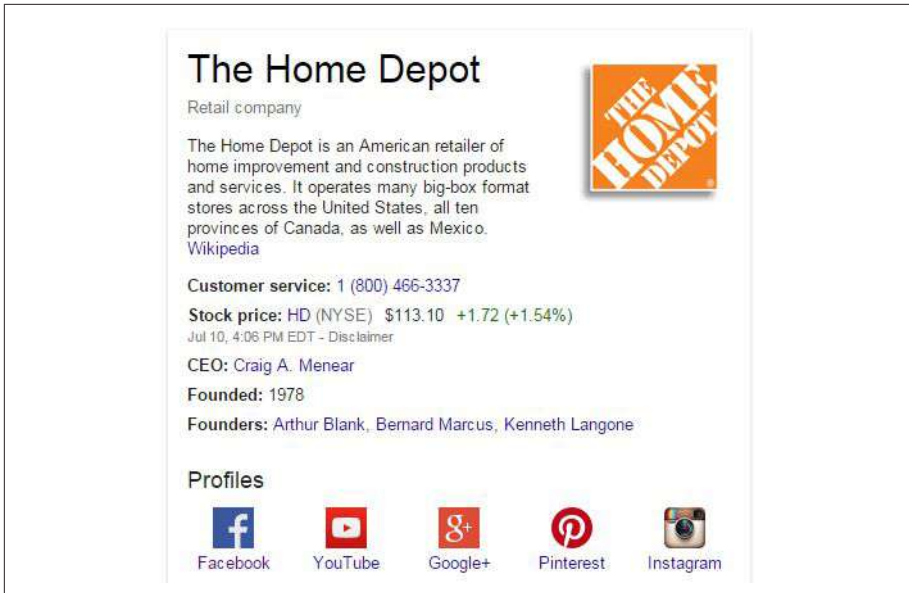 The Home Depot
Retail company
THE
HOME
DEPOT
®
The Home Depot is an American retailer of
home improvement and construction products
and services. It operates many big-box format
stores across the United States, all ten
provinces of Canada, as well as Mexico.
Wikipedia
Customer service: 1 (800) 466-3337
Stock price: HD (NYSE) $113.10 +1.72 (+1.54%)
Jul 10, 4:06 PM EDT - Disclaimer
CEO: Craig A. Menear
Founded: 1978
Founders: Arthur Blank, Bernard Marcus, Kenneth Langone
Profiles
f
g+
Facebook YouTube Google+ Pinterest Instagram